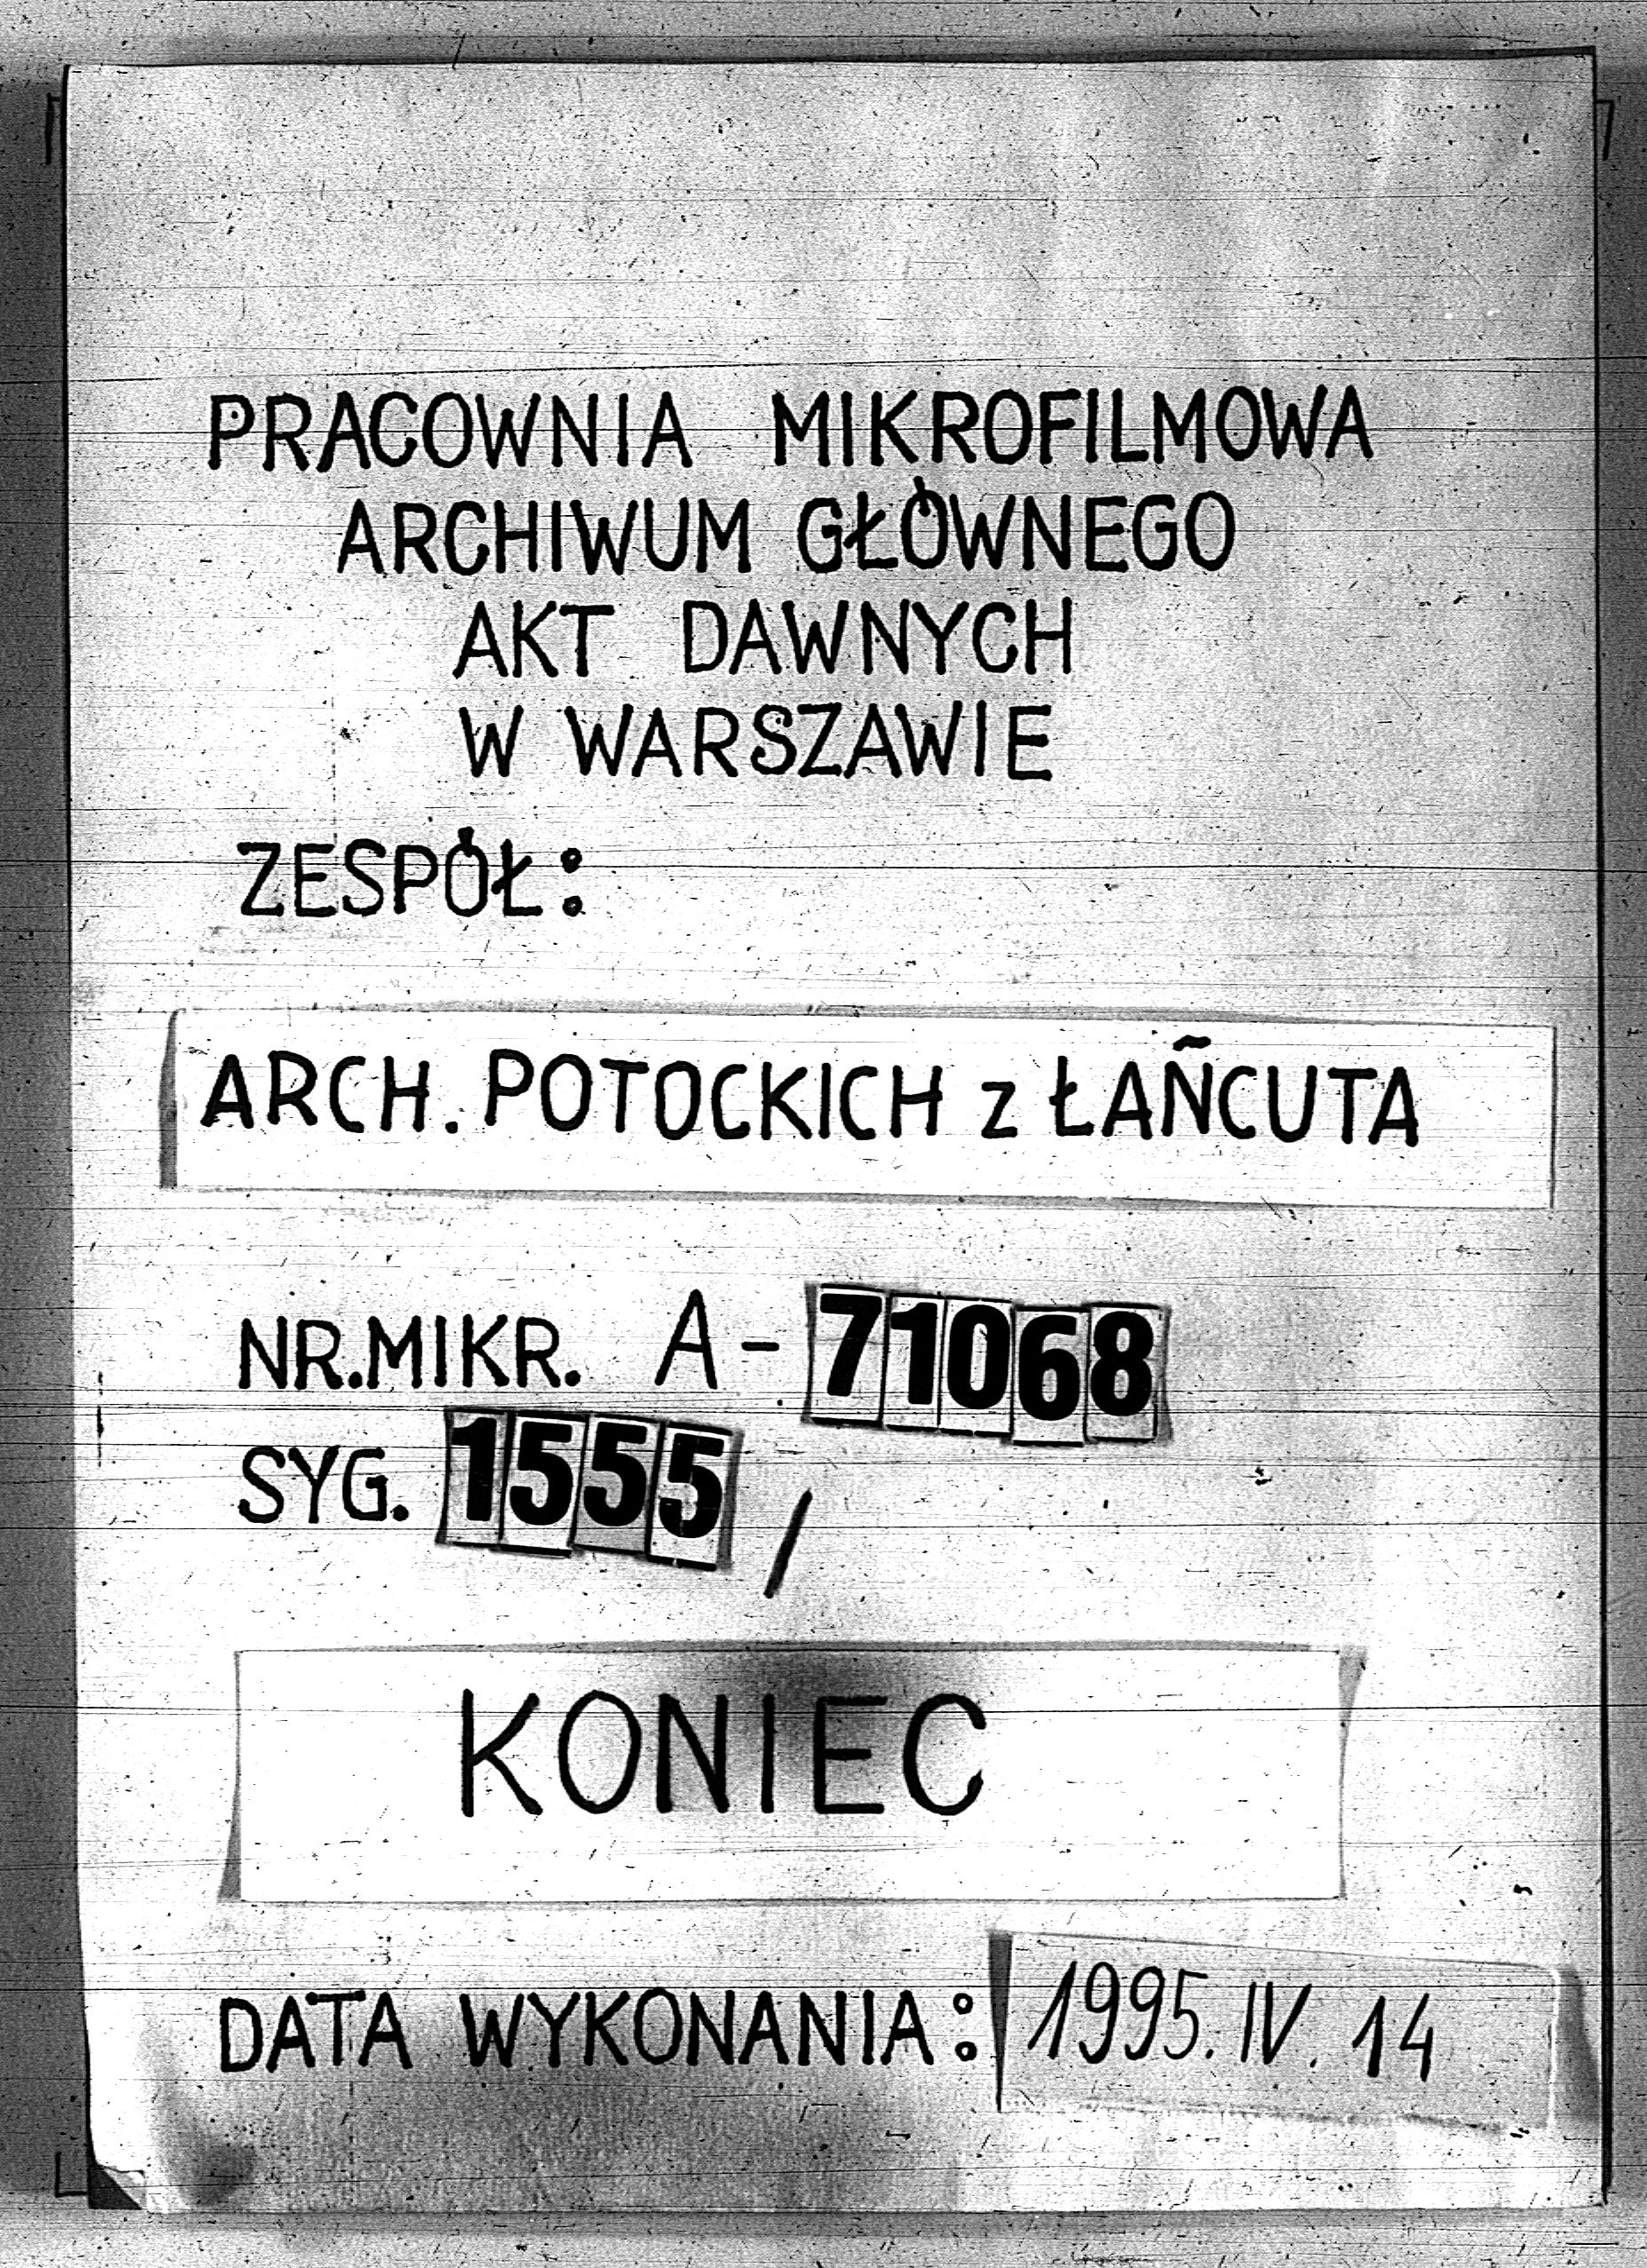 PRACOWNIA MIKROFILMOWA
ARCHIWUM GŁÓWNEGO
AKT DAWNYCH
W WARSZAWIE
ZESPÓŁ:
ARCH. POTOCKICH z ŁAŃCUTA
NR.MIKR. A-71068
SYG. 1555/
KONIEC
DATA WYKONANIA: 1995.IV.14